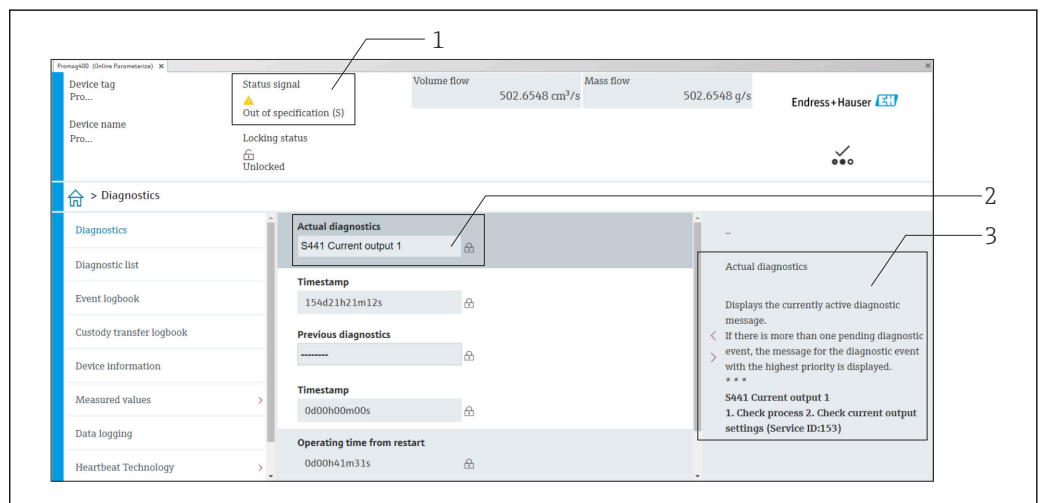 1
Promag400 (Online Parameterize) ×
Device tag
Pro...
Device name
Pro...
Status signal
Out of specification (S)
Locking status
Unlocked
Volume flow
502.6548 cm³/s
Mass flow
502.6548 g/s
Endress+Hauser EH
> Diagnostics
2
3
Diagnostics
Diagnostic list
Event logbook
Custody transfer logbook
Device information
Measured values >
Data logging
Heartbeat Technology >
Actual diagnostics
S441 Current output 1
Timestamp
154d21h21m12s
Previous diagnostics
--------
Timestamp
0d00h00m00s
Operating time from restart
0d00h41m31s
..
Actual diagnostics
Displays the currently active diagnostic
message.
If there is more than one pending diagnostic
event, the message for the diagnostic event
with the highest priority is displayed.
* * *
S441 Current output 1
1. Check process 2. Check current output
settings (Service ID:153)